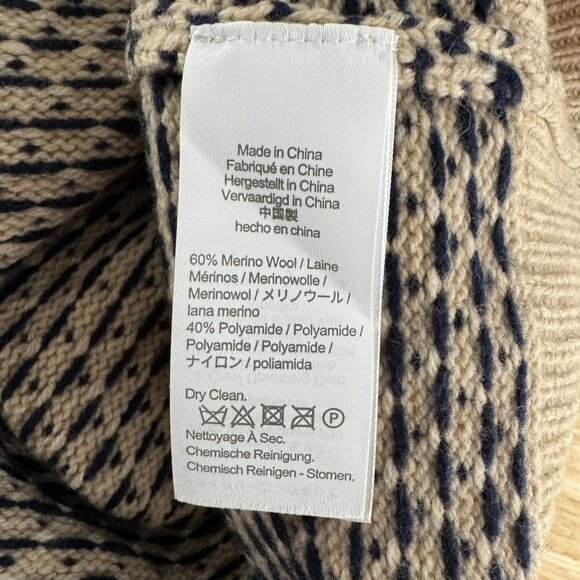 Made in China
Fabriqué en Chine
Hergestellt in China
Vervaardigd in China
中国製
hecho en china
60% Merino Wool / Laine
Mérinos / Merinowolle /
Merinowol / メリノウール /
lana merino
40% Polyamide / Polyamide /
Polyamide / Polyamide /
ナイロン / poliamida
Dry Clean.
P
Nettoyage À Sec.
Chemische Reinigung.
Chemisch Reinigen - Stomen.